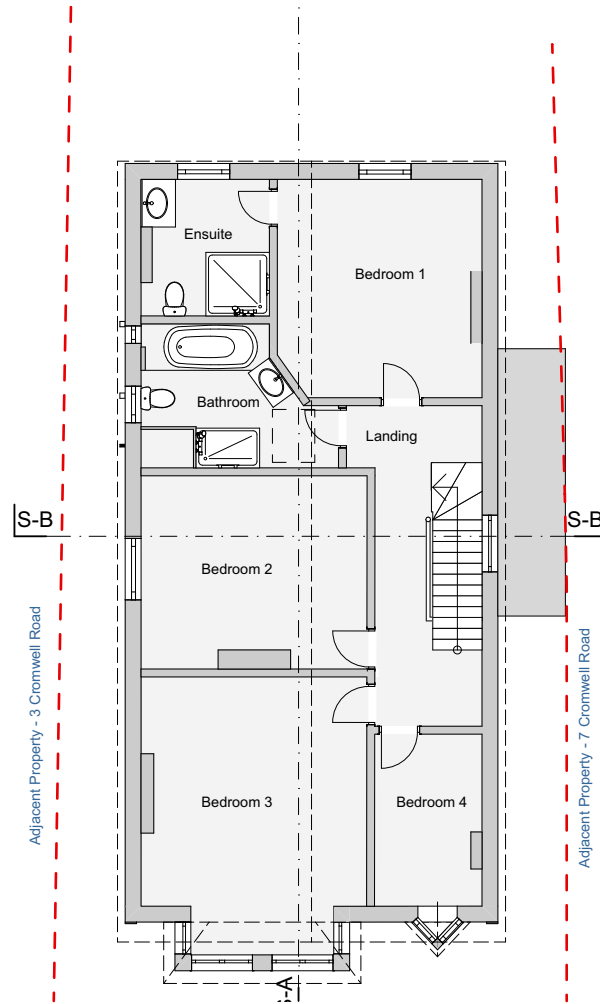 Ensuite
Bedroom 1
Bathroom
Landing
S-B
S-B
Bedroom 2
Adjacent Property - 3 Cromwell Road
Adjacent Property - 7 Cromwell Road
Bedroom 3
Bedroom 4
S-A